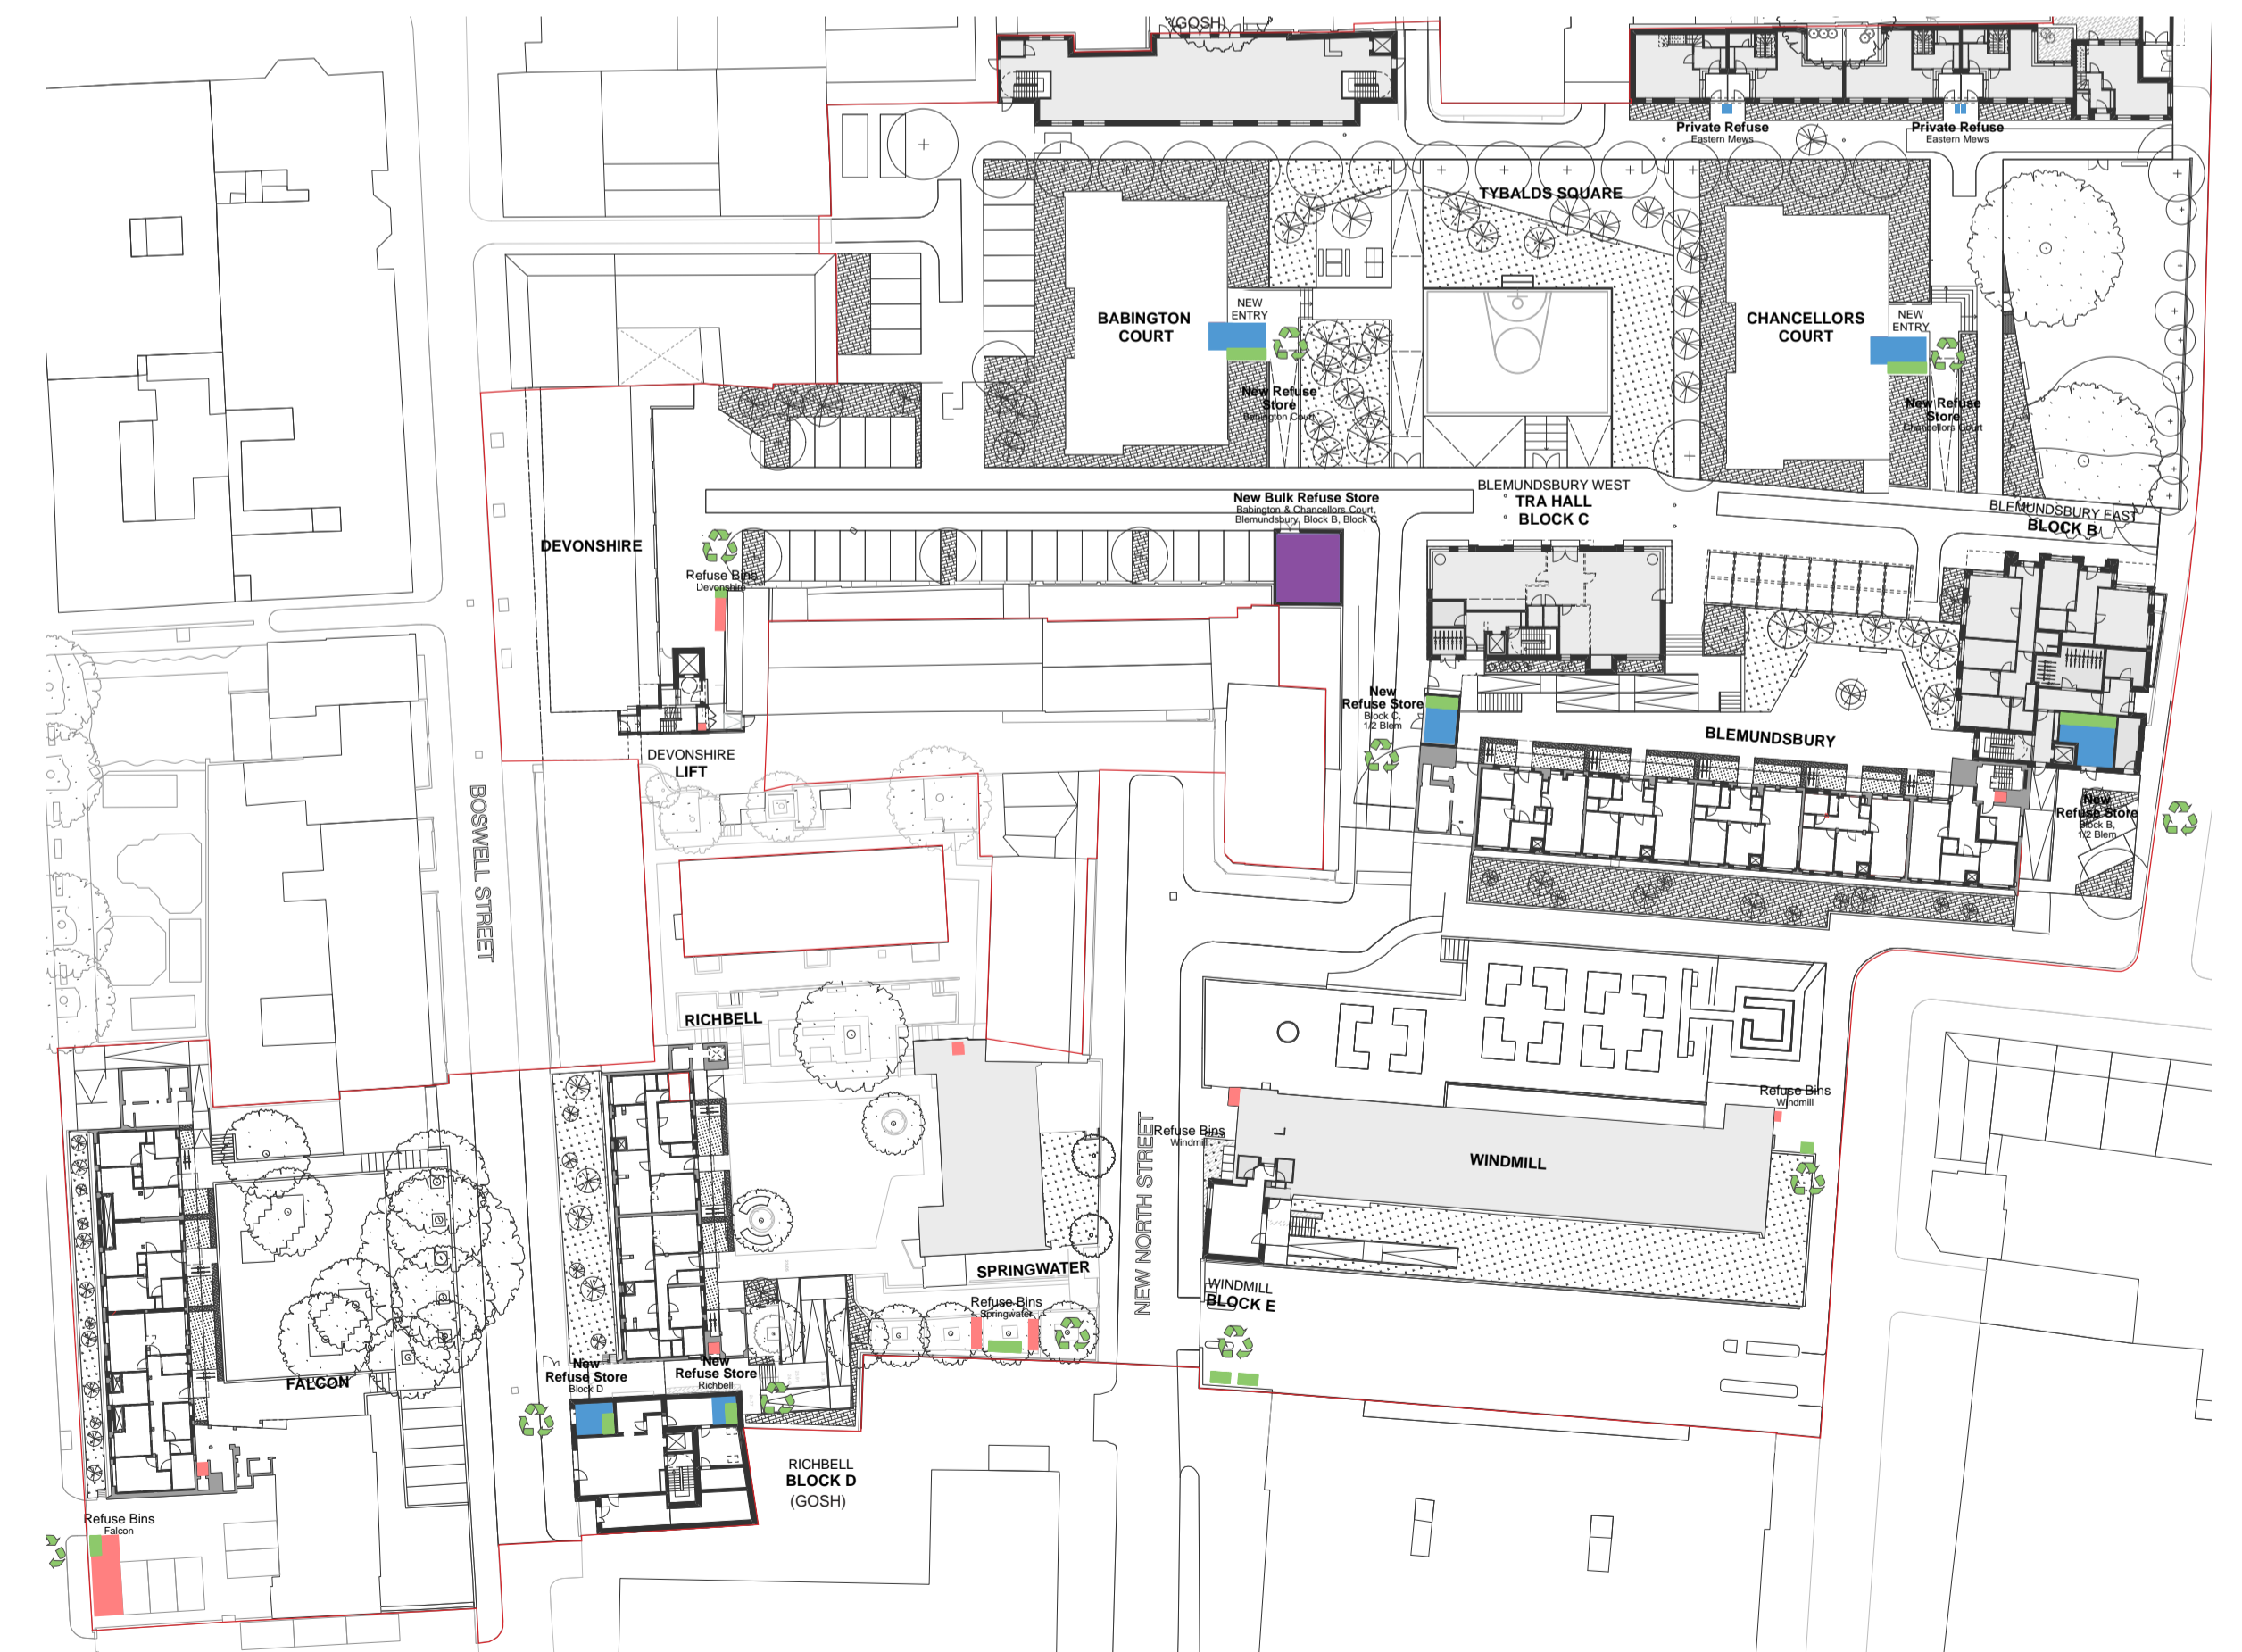 (GOSH)
Private Refuse
Eastern Mews
Private Refuse
Eastern Mews
TYBALDS SQUARE
BABINGTON
COURT
NEW
ENTRY
CHANCELLORS
COURT
NEW
ENTRY
New Refuse
Store
Babington Court
New Refuse
Store
Chancellors Court
New Bulk Refuse Store
Babington & Chancellors Court,
Blemundsbury, Block B, Block C
BLEMUNDSBURY WEST
TRA HALL
BLOCK C
BLEMUNDSBURY EAST
BLOCK B
DEVONSHIRE
Refuse Bins
Devonshire
New
Refuse Store
Block C,
1/2 Blem
BLEMUNDSBURY
DEVONSHIRE
LIFT
New
Refuse Store
Block B,
1/2 Blem
BOSWELL STREET
RICHBELL
Refuse Bins
Windmill
Refuse Bins
Windmill
WINDMILL
NEW NORTH STREET
SPRINGWATER
WINDMILL
BLOCK E
Refuse Bins
Springwater
FALCON
New
Refuse Store
Block D
New
Refuse Store
Richbell
RICHBELL
BLOCK D
(GOSH)
Refuse Bins
Falcon